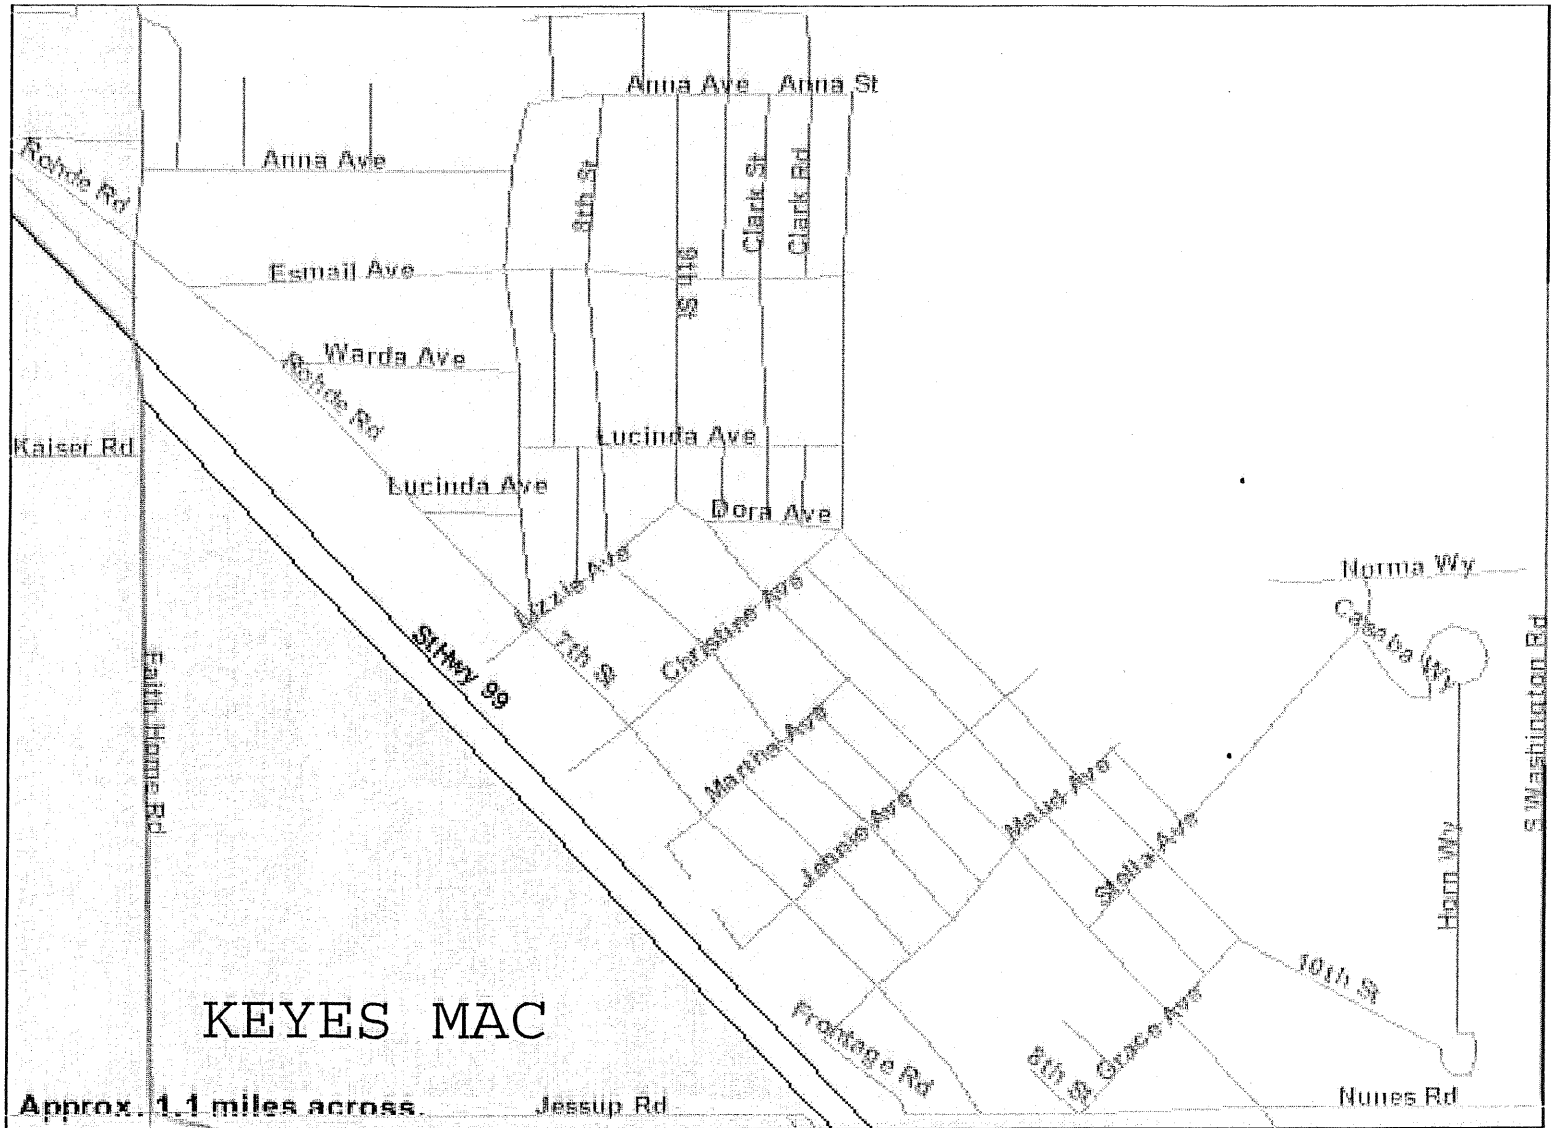 Anna Ave
Anna St
Rohde Rd
Anna Ave
8th St
Clark St
Clark Rd
9th St
Esmail Ave
Warda Ave
Rohde Rd
Kaiser Rd
Lucinda Ave
Lucinda Ave
Dora Ave
Lizzie Ave
Norma Wy
Casaba Wy
7th St
Christine Ave
St Hwy 99
Faith Home Rd
S Washington Rd
Martha Ave
Jennie Ave
Maud Ave
Stella Ave
Horn Wy
10th St
KEYES MAC
Frontage Rd
8th St
Grace Ave
Approx. 1.1 miles across.
Jessup Rd
Nunes Rd